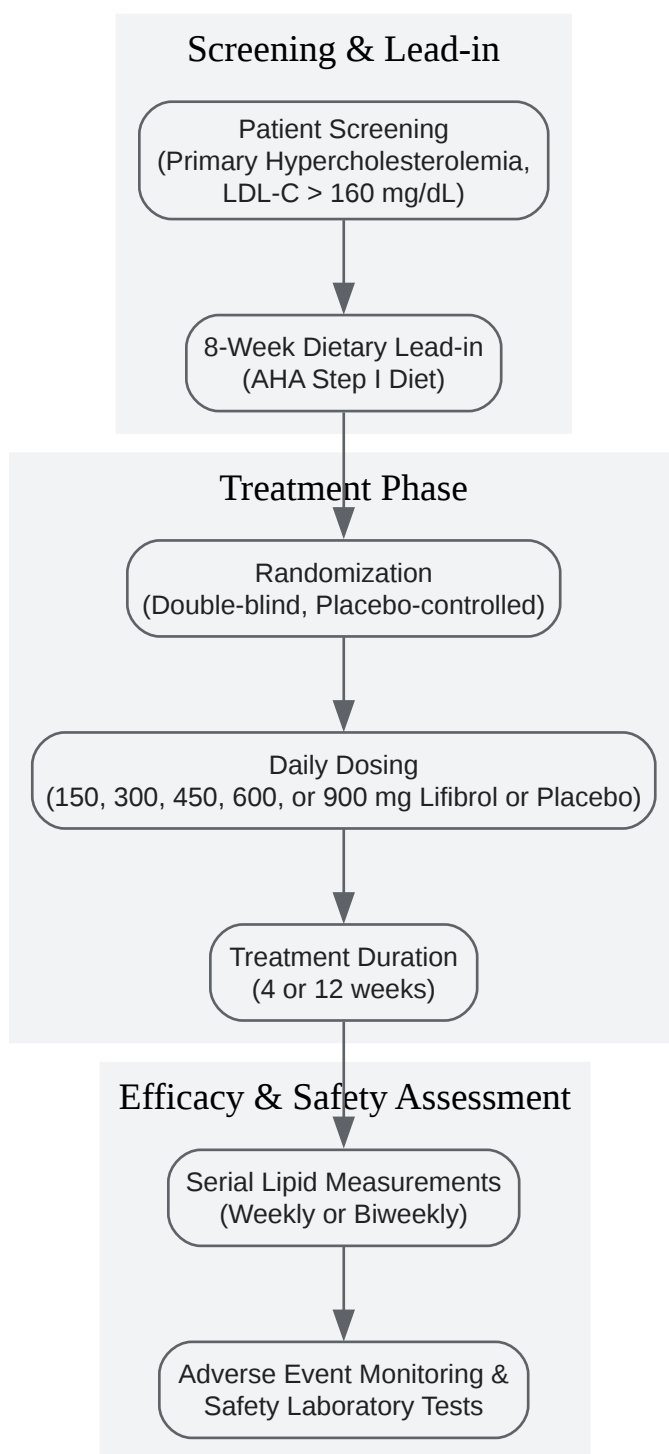 Screening & Lead-in
Patient Screening
(Primary Hypercholesterolemia,
LDL-C > 160 mg/dL)
8-Week Dietary Lead-in
(AHA Step I Diet)
Treatment Phase
Randomization
(Double-blind, Placebo-controlled)
Daily Dosing
(150, 300, 450, 600, or 900 mg Lifibrol or Placebo)
Treatment Duration
(4 or 12 weeks)
Efficacy & Safety Assessment
Serial Lipid Measurements
(Weekly or Biweekly)
Adverse Event Monitoring &
Safety Laboratory Tests